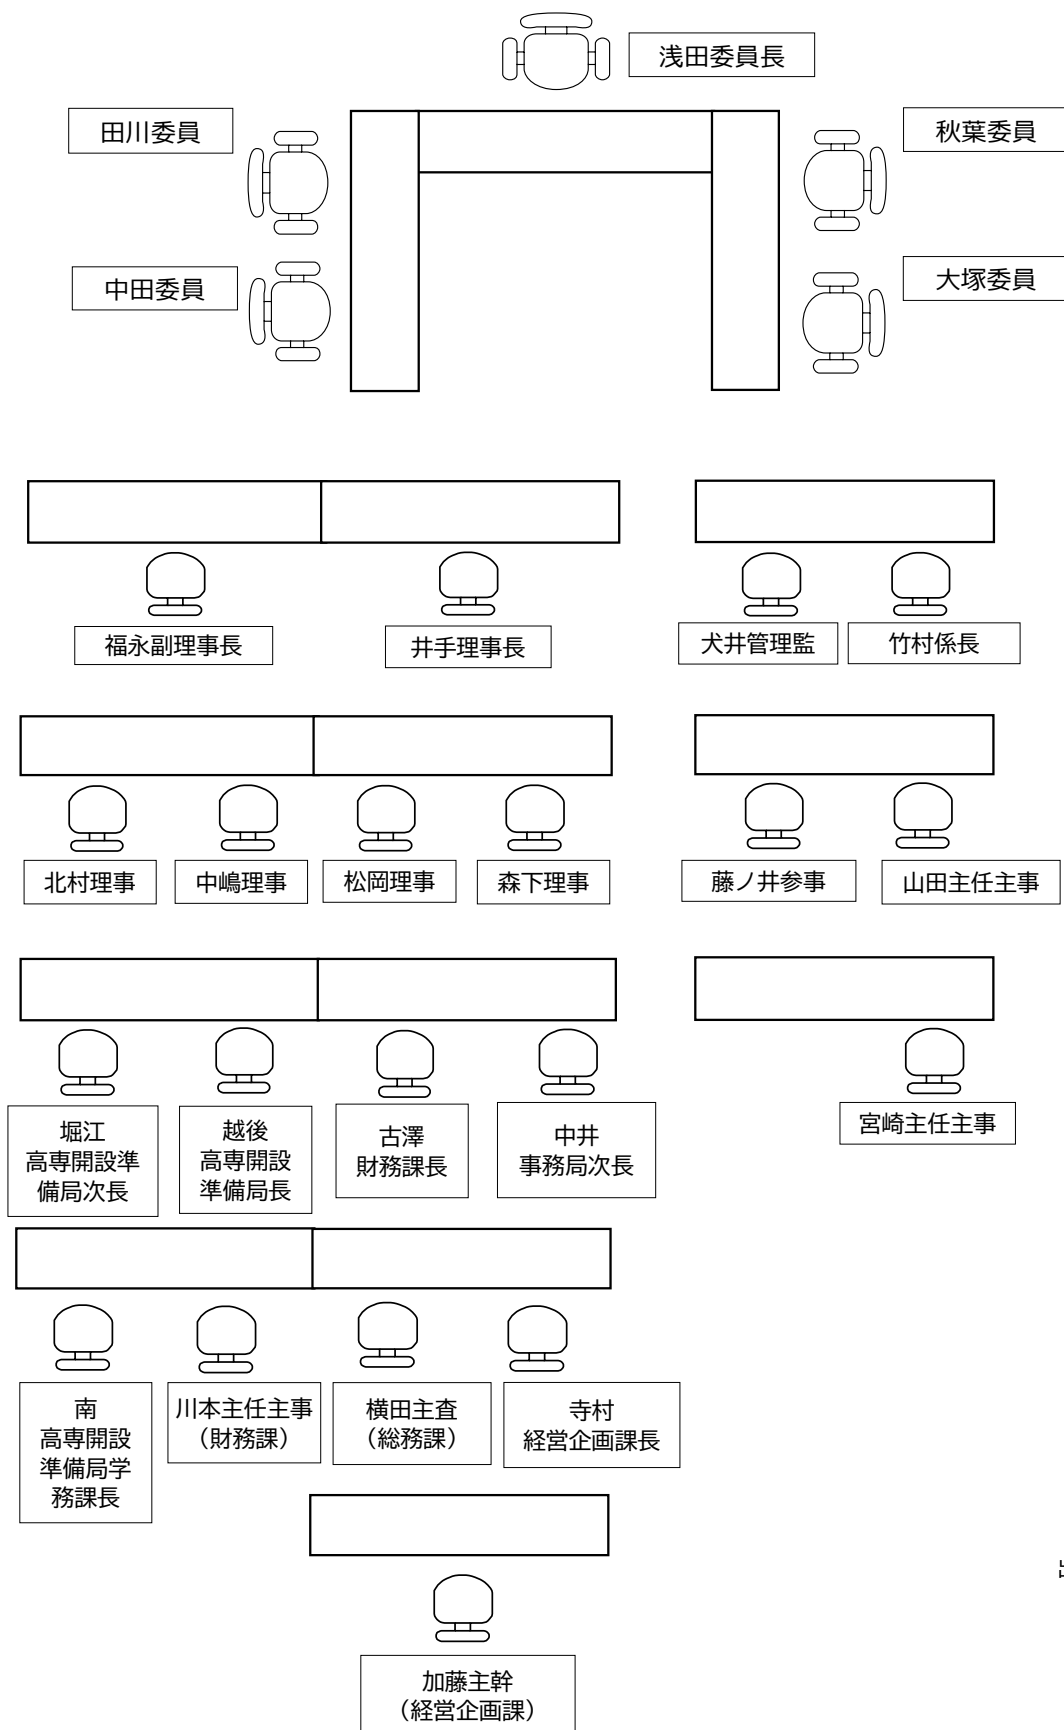 浅田委員長
田川委員
秋葉委員
中田委員
大塚委員
福永副理事長
井手理事長
犬井管理監
竹村係長
北村理事
中嶋理事
松岡理事
森下理事
藤ノ井参事
山田主任主事
堀江
高専開設準
備局次長
越後
高専開設
準備局長
古澤
財務課長
中井
事務局次長
宮崎主任主事
南
高専開設
準備局学
務課長
川本主任主事
（財務課）
横田主査
（総務課）
寺村
経営企画課長
加藤主幹
（経営企画課）